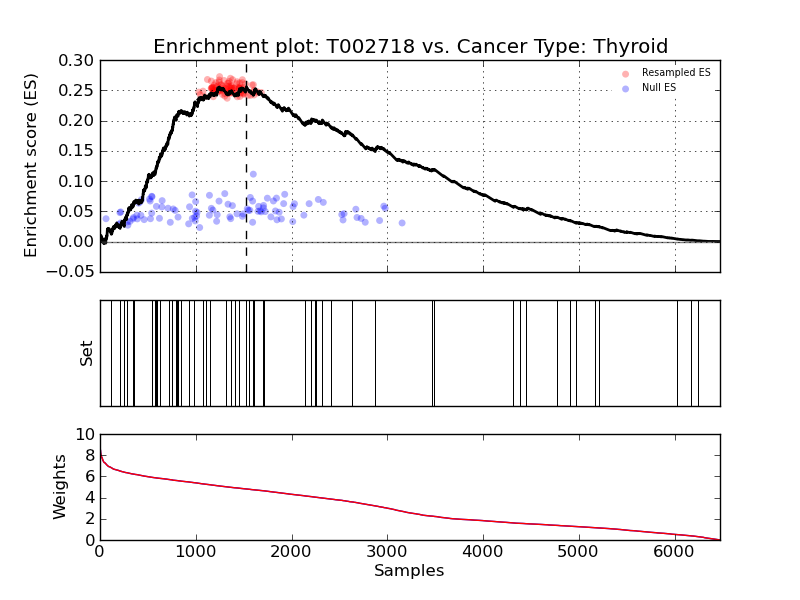 Enrichment plot: T002718 vs. Cancer Type: Thyroid
Enrichment score (ES)
0.30
0.25
0.20
0.15
0.10
0.05
0.00
−0.05
Resampled ES
Null ES
Set
Weights
10
8
6
4
2
0
0 1000 2000 3000 4000 5000 6000
Samples